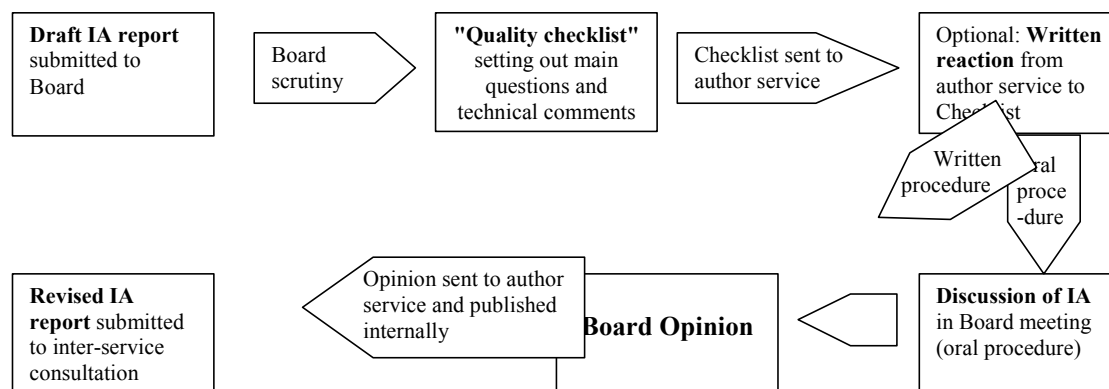 Draft IA report
submitted to
Board
Board
scrutiny
"Quality checklist"
setting out main
questions and
technical comments
Checklist sent to
author service
Optional: Written
reaction from
author service to
Written
procedure
proce
-dure
Discussion of IA
in Board meeting
(oral procedure)
Board Opinion
Opinion sent to author
service and published
internally
Revised IA
report submitted
to inter-service
consultation